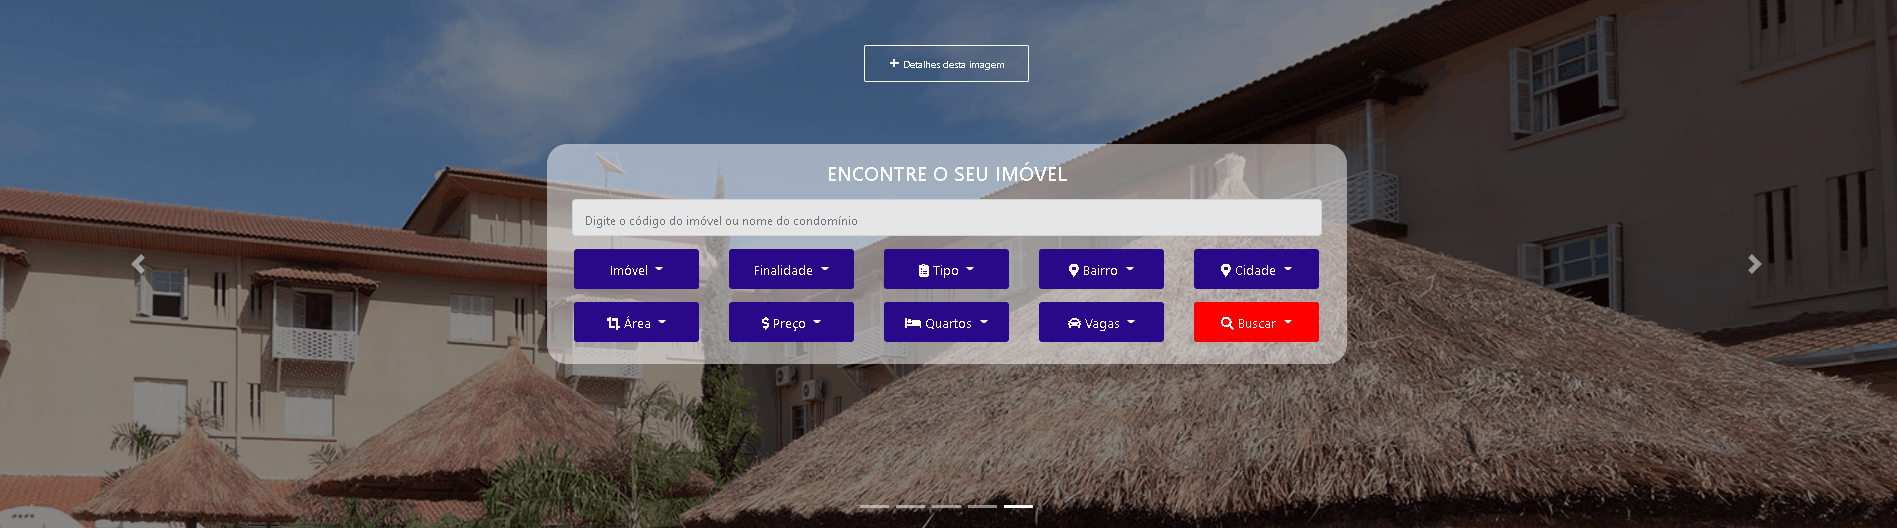 Detalhes desta imagem
ENCONTRE O SEU IMÓVEL
Digite o código do imóvel ou nome do condomínio
Imóvel
Finalidade
Tipo
Bairro
Cidade
Área
$ Preço
Quartos
Vagas
Buscar